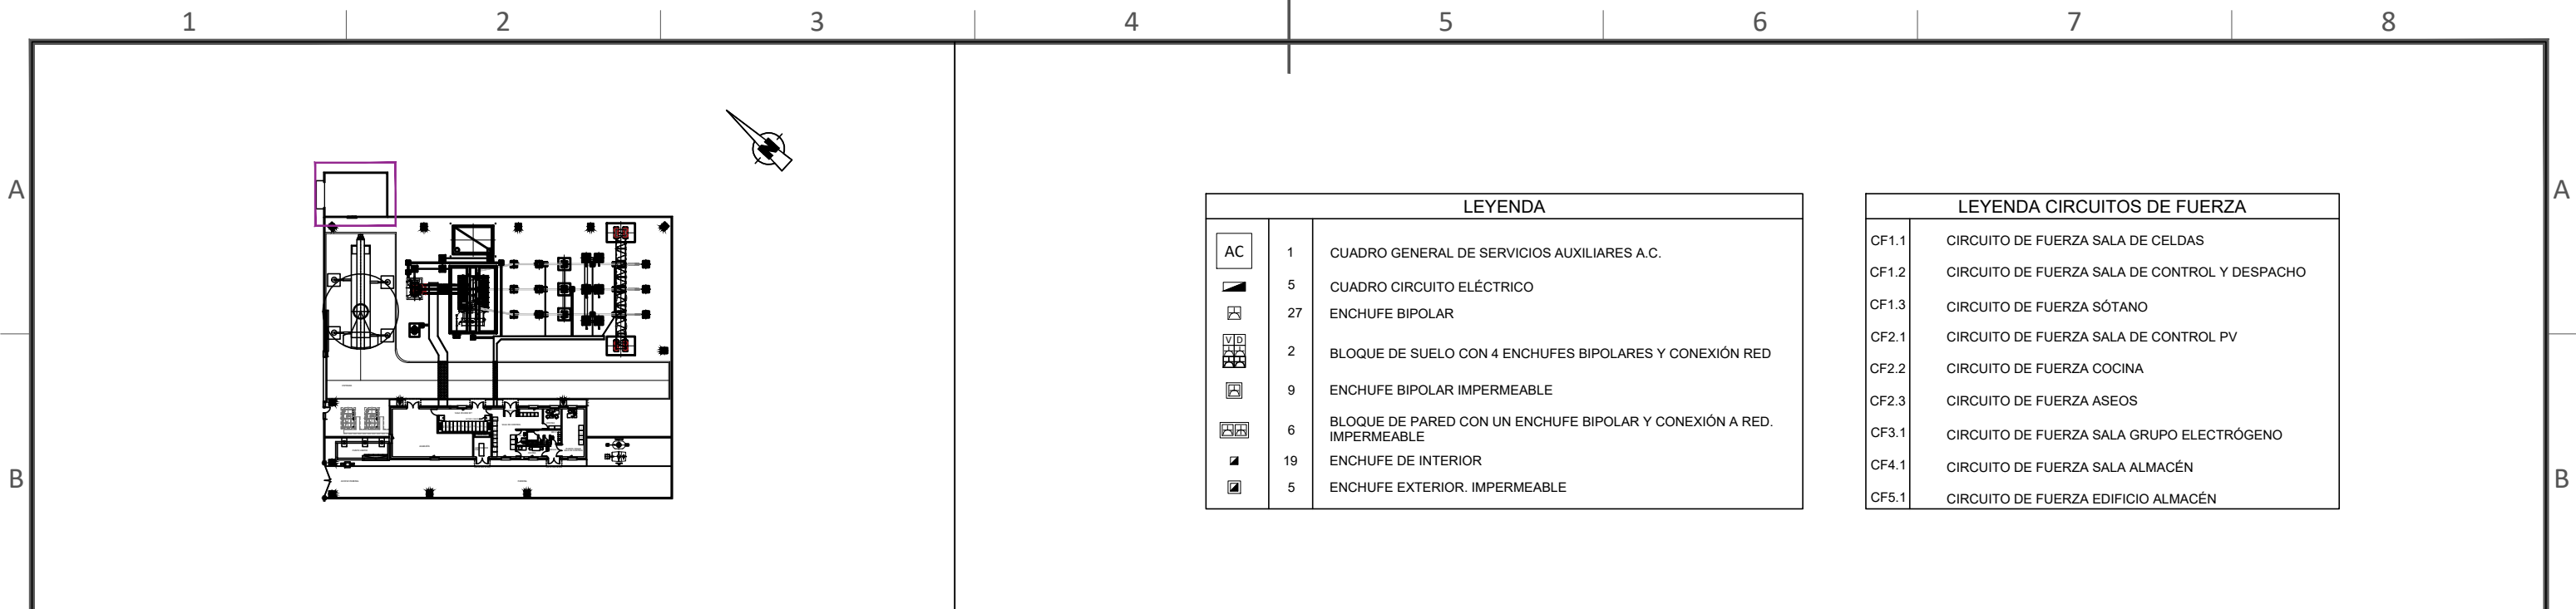 1 2 3 4 5 6 7 8
A A
N
LEYENDA
AC 1 CUADRO GENERAL DE SERVICIOS AUXILIARES A.C.
5 CUADRO CIRCUITO ELÉCTRICO
27 ENCHUFE BIPOLAR
V D 2 BLOQUE DE SUELO CON 4 ENCHUFES BIPOLARES Y CONEXIÓN RED
9 ENCHUFE BIPOLAR IMPERMEABLE
6 BLOQUE DE PARED CON UN ENCHUFE BIPOLAR Y CONEXIÓN A RED.
IMPERMEABLE
19 ENCHUFE DE INTERIOR
5 ENCHUFE EXTERIOR. IMPERMEABLE
LEYENDA CIRCUITOS DE FUERZA
CF1.1 CIRCUITO DE FUERZA SALA DE CELDAS
CF1.2 CIRCUITO DE FUERZA SALA DE CONTROL Y DESPACHO
CF1.3 CIRCUITO DE FUERZA SÓTANO
CF2.1 CIRCUITO DE FUERZA SALA DE CONTROL PV
CF2.2 CIRCUITO DE FUERZA COCINA
CF2.3 CIRCUITO DE FUERZA ASEOS
CF3.1 CIRCUITO DE FUERZA SALA GRUPO ELECTRÓGENO
CF4.1 CIRCUITO DE FUERZA SALA ALMACÉN
CF5.1 CIRCUITO DE FUERZA EDIFICIO ALMACÉN
B B